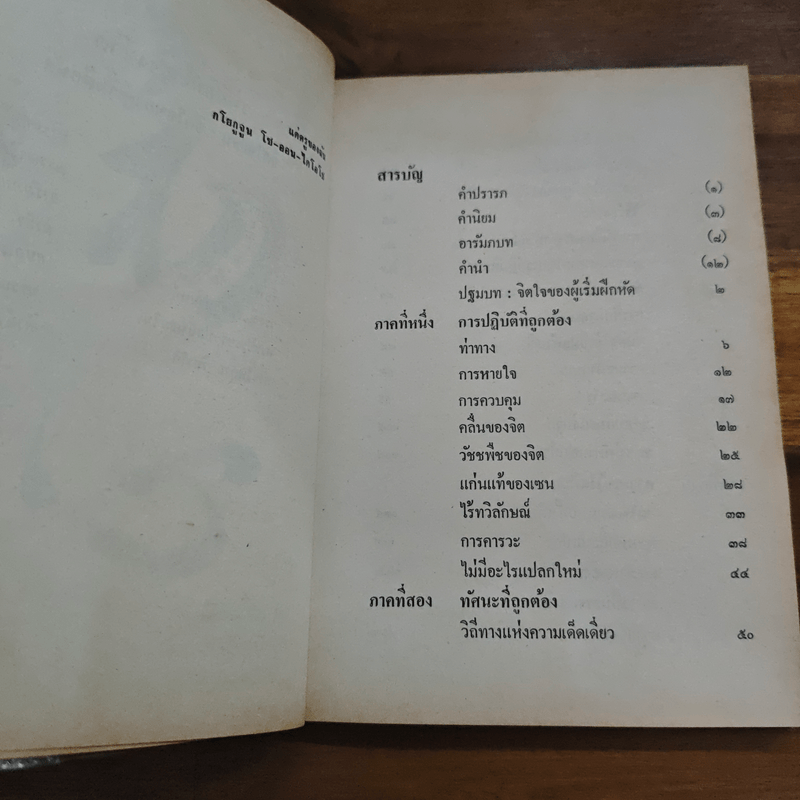 แด่ครูของฉัน
กโยกูจุน โซ-ออน-ไดโอโช
สารบัญ
คำปรารภ (๑)
คำนิยม (๓)
อารัมภบท (๘)
คำนำ (๑๒)
ปฐมบท : จิตใจของผู้เริ่มฝึกหัด ๒
ภาคที่หนึ่ง การปฏิบัติที่ถูกต้อง
ท่าทาง ๖
การหายใจ ๑๒
การควบคุม ๑๗
คลื่นของจิต ๒๒
วัชชพืชของจิต ๒๕
แก่นแท้ของเซน ๒๘
ไร้ทวิลักษณ์ ๓๓
การคารวะ ๓๘
ไม่มีอะไรแปลกใหม่ ๔๔
ภาคที่สอง ทัศนะที่ถูกต้อง
วิถีทางแห่งความเด็ดเดี่ยว ๕๐